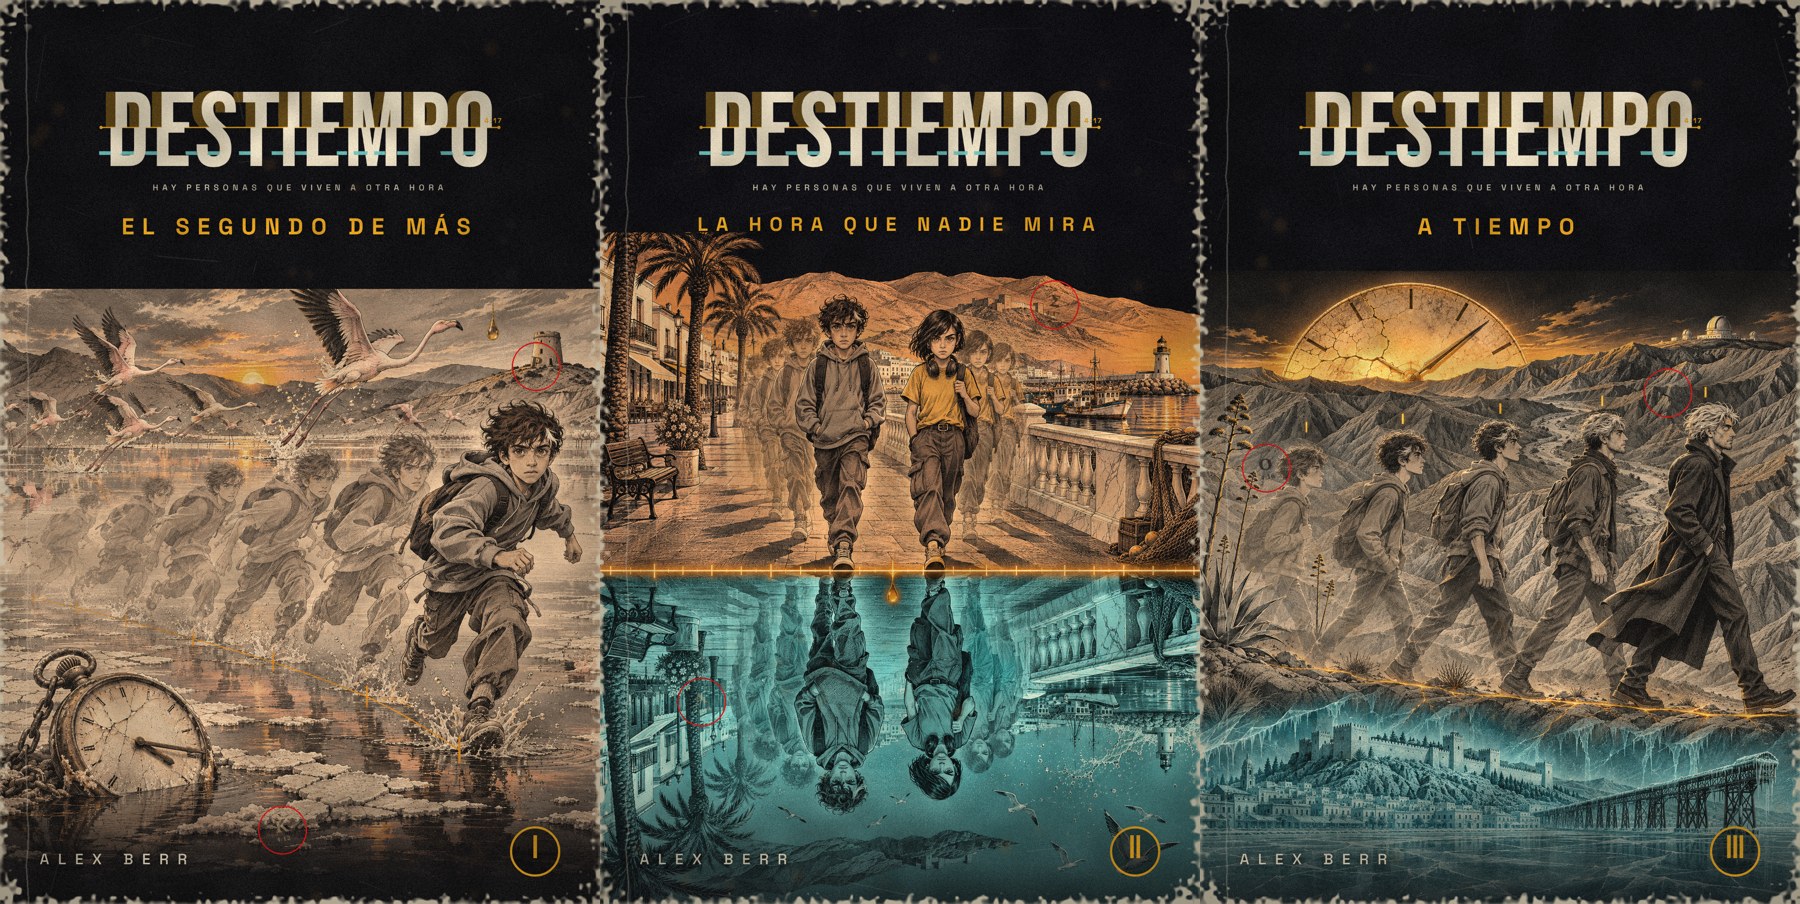 DESTIEMPO
HAY PERSONAS QUE VIVEN A OTRA HORA
EL SEGUNDO DE MÁS
ALEX BERR
I
DESTIEMPO
HAY PERSONAS QUE VIVEN A OTRA HORA
LA HORA QUE NADIE MIRA
Z
ALEX BERR
II
DESTIEMPO
HAY PERSONAS QUE VIVEN A OTRA HORA
A TIEMPO
O
ALEX BERR
III